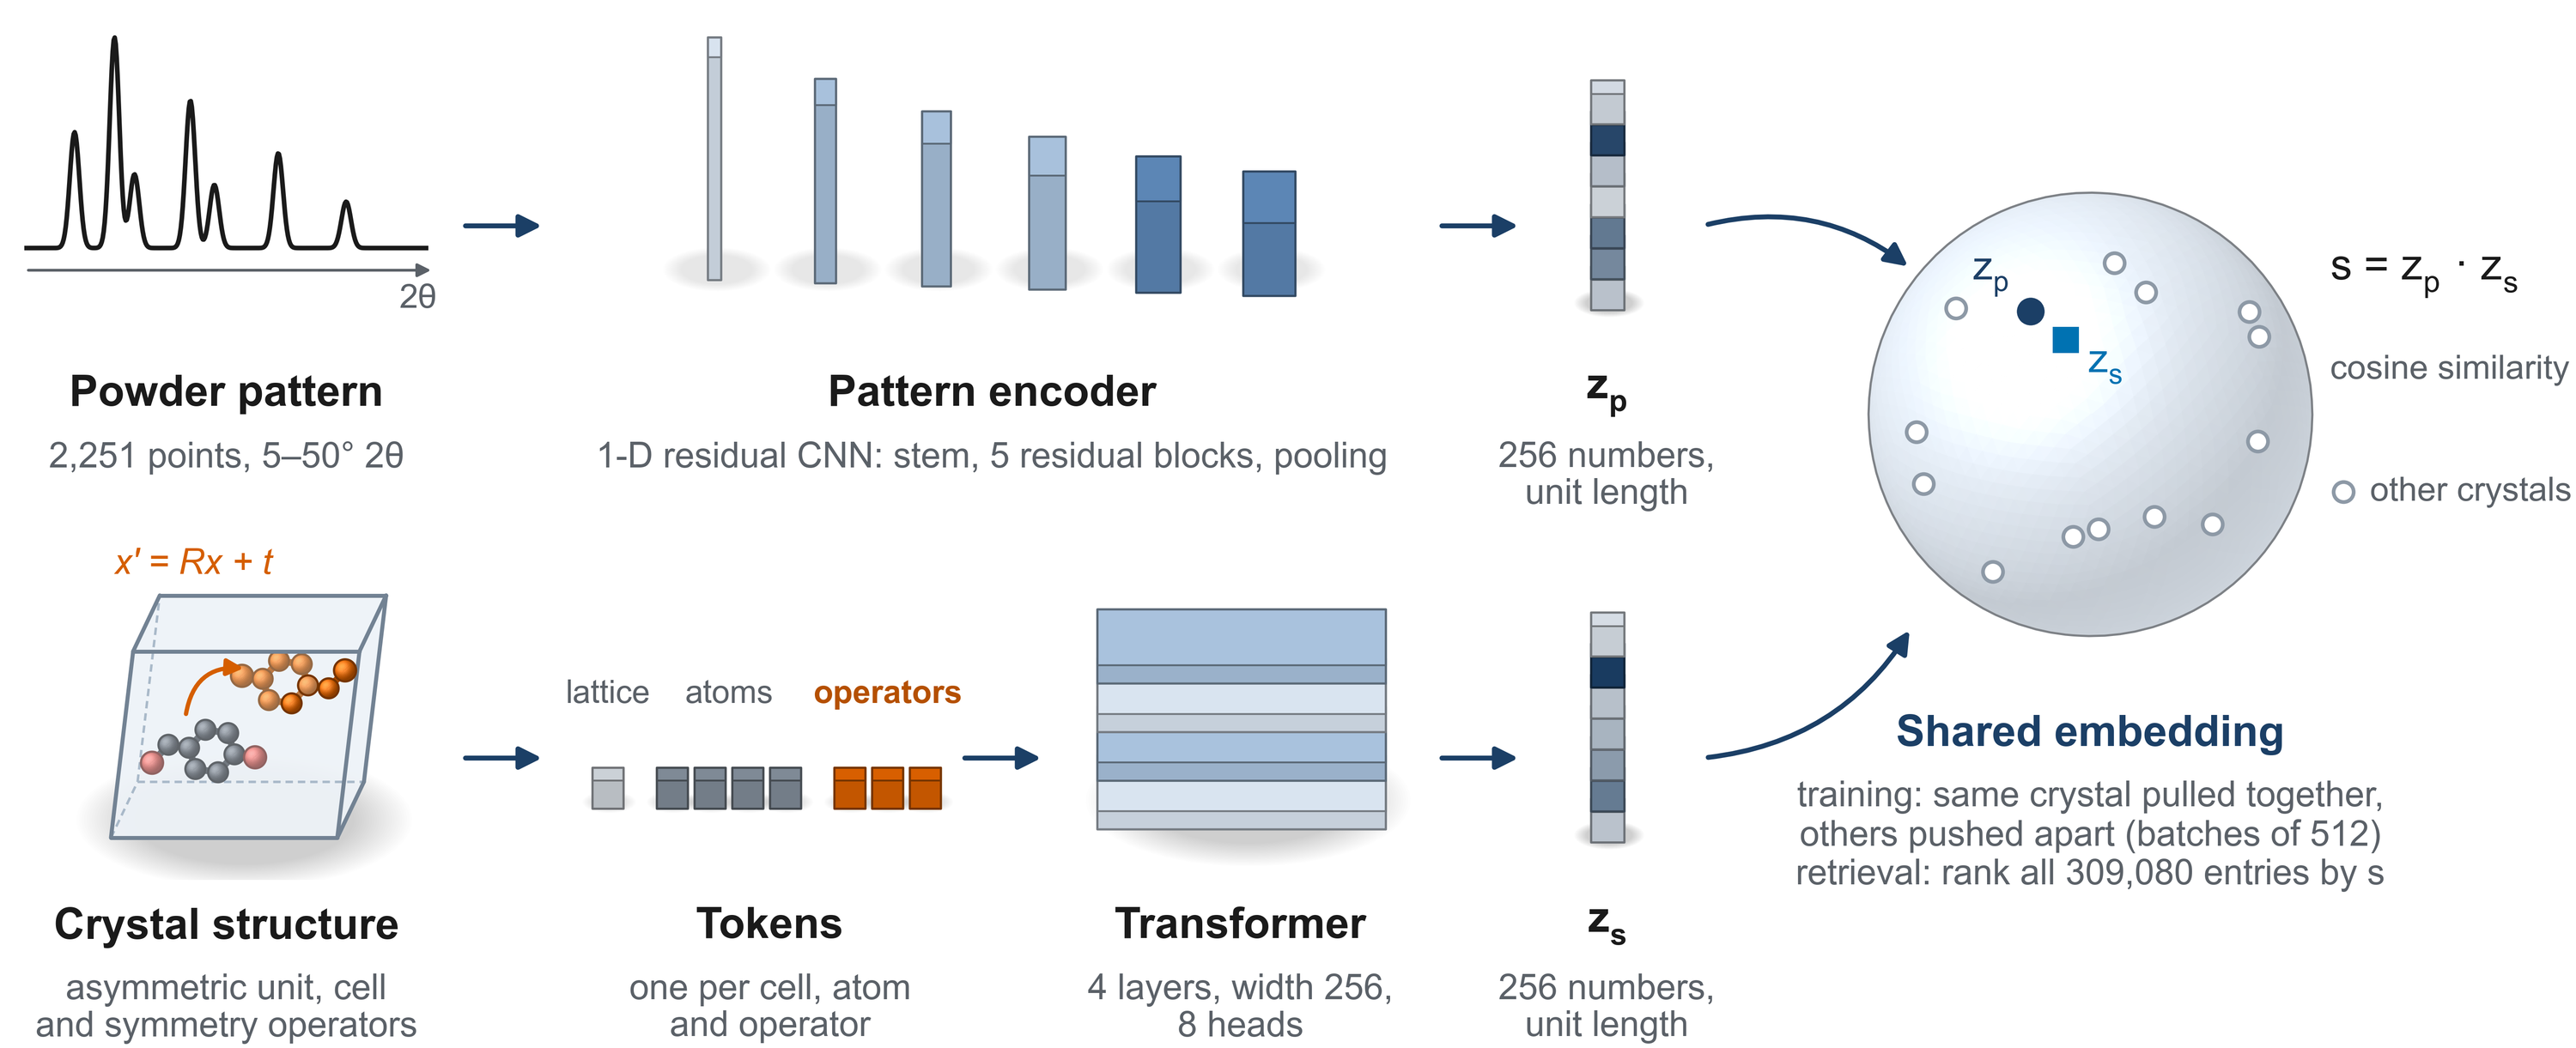 2θ
Powder pattern
2,251 points, 5–50° 2θ
Pattern encoder
1-D residual CNN: stem, 5 residual blocks, pooling
zp
256 numbers,
unit length
zp
zs
s = zp · zs
cosine similarity
other crystals
x′ = Rx + t
Crystal structure
asymmetric unit, cell
and symmetry operators
lattice atoms operators
Tokens
one per cell, atom
and operator
Transformer
4 layers, width 256,
8 heads
zs
256 numbers,
unit length
Shared embedding
training: same crystal pulled together,
others pushed apart (batches of 512)
retrieval: rank all 309,080 entries by s